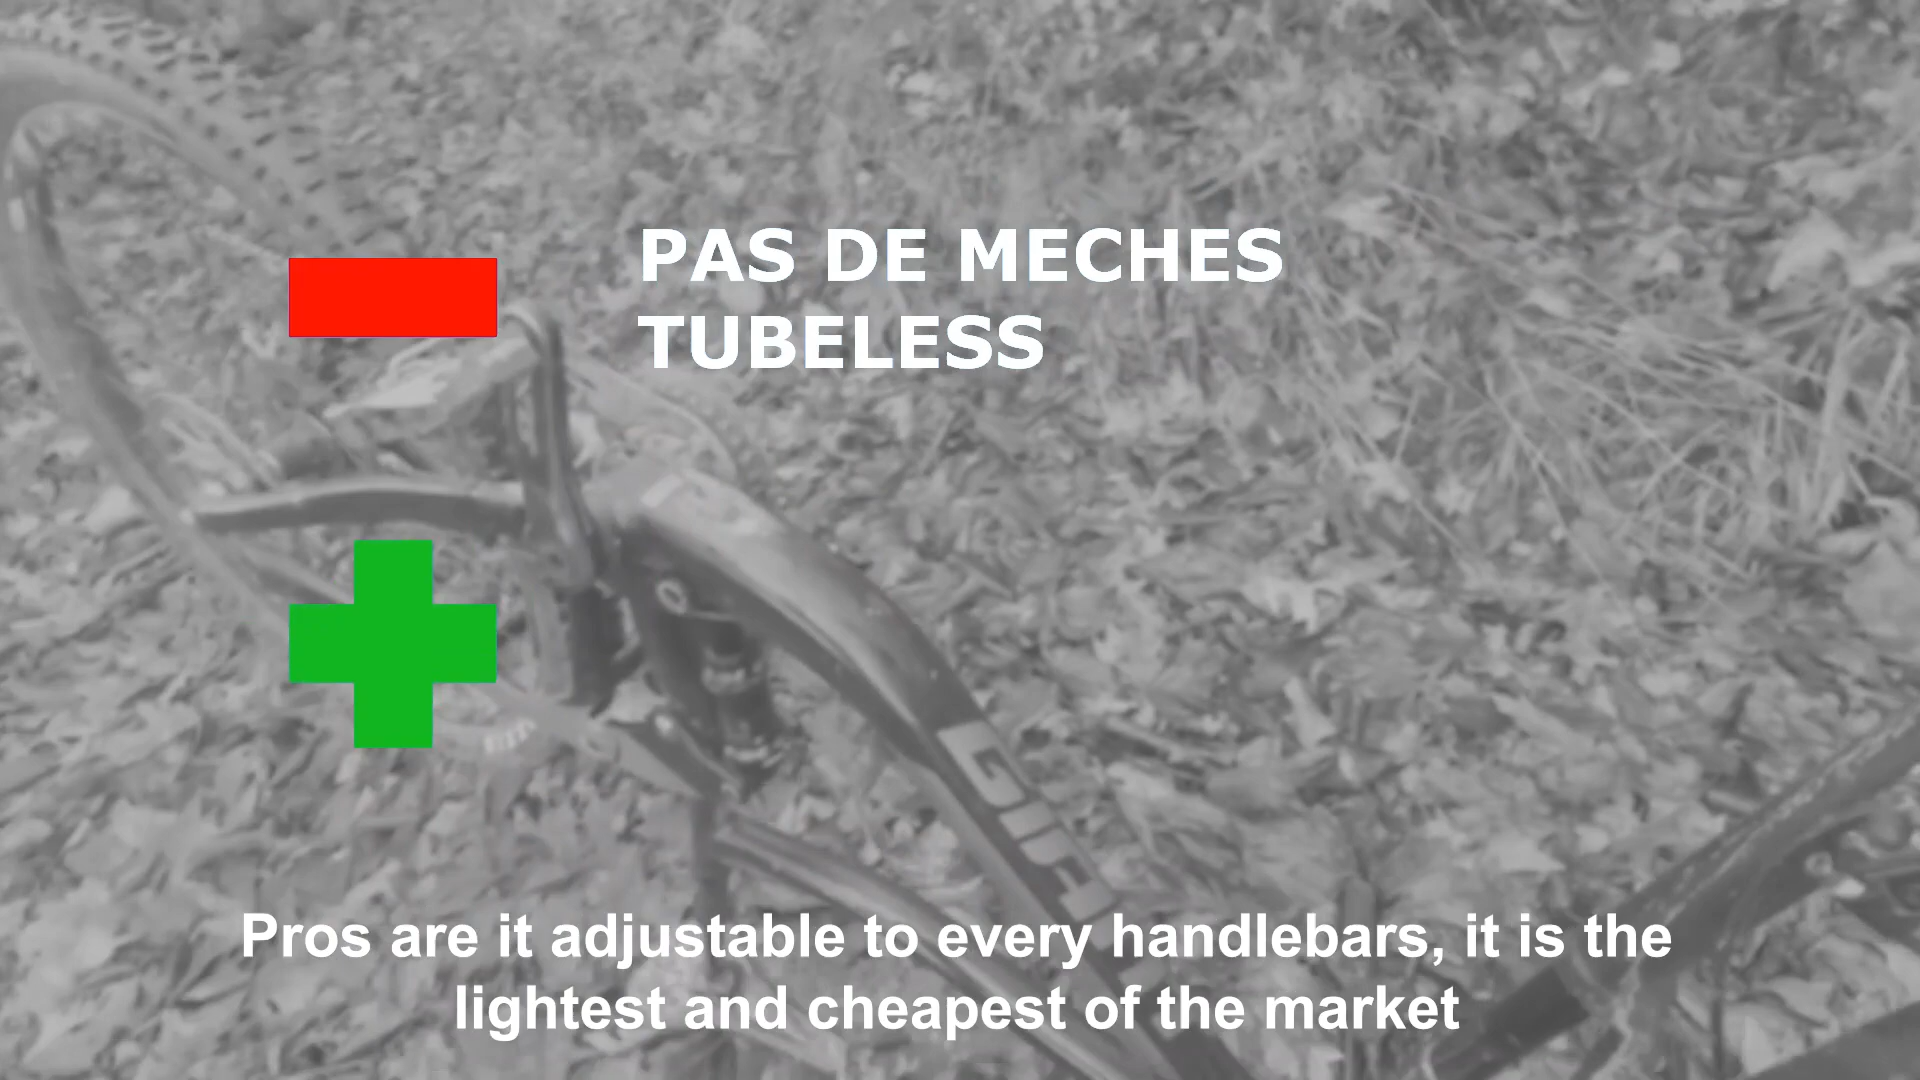 PAS DE MECHES
TUBELESS
GIA
Pros are it adjustable to every handlebars, it is the
lightest and cheapest of the market